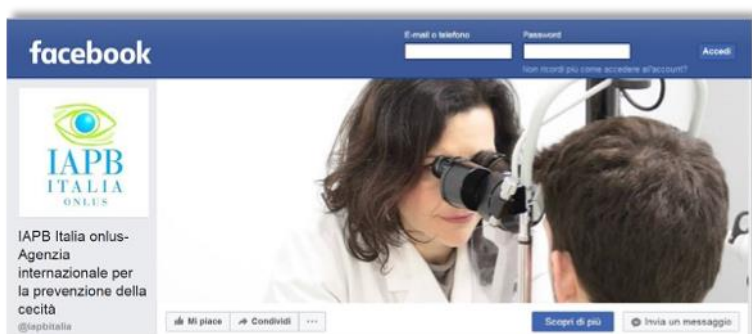 facebook
E-mail o telefono
Password
Accedi
Non ricordi più come accedere all'account?
IAPB
ITALIA
ONLUS
IAPB Italia onlus-
Agenzia
internazionale per
la prevenzione della
cecità
@iapbitalia
Mi piace
Condividi
Scopri di più
Invia un messaggio